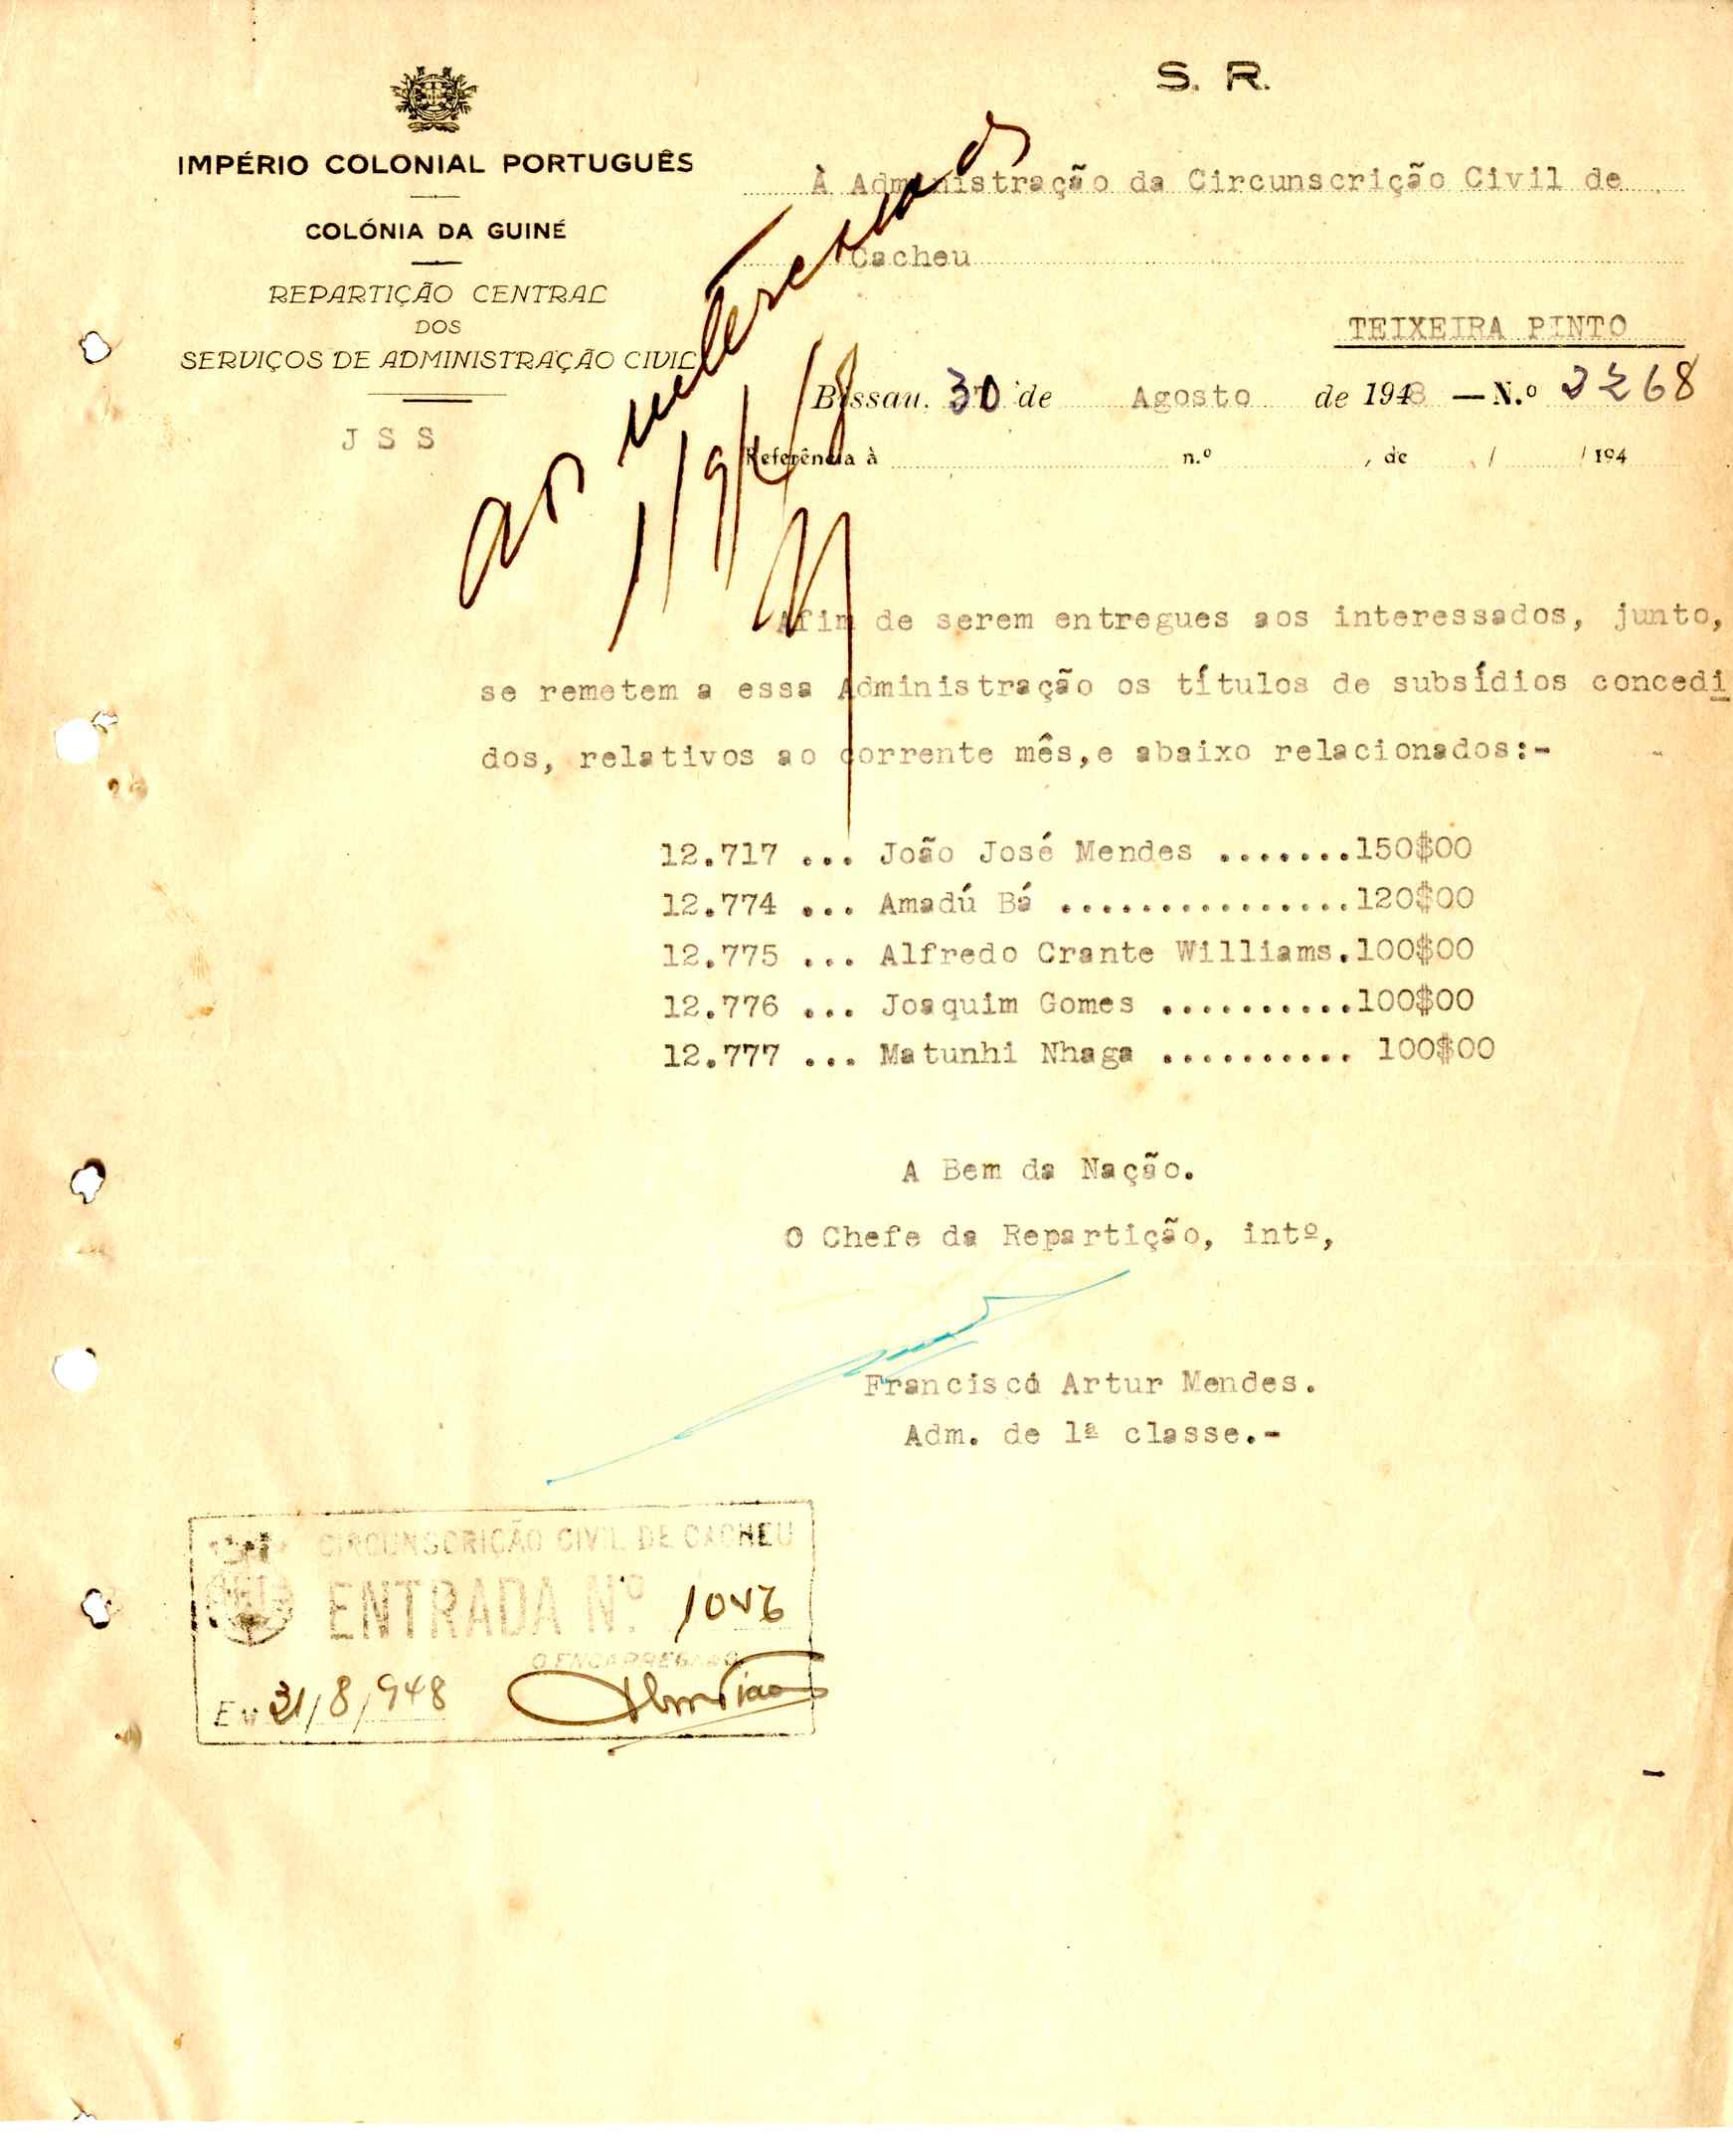 S. R.
IMPÉRIO COLONIAL PORTUGUÊS
COLÓNIA DA GUINÉ
REPARTIÇÃO CENTRAL
DOS
SERVIÇOS DE ADMINISTRAÇÃO CIVIL
J S S
À Administração da Circunscrição Civil de
Cacheu
TEIXEIRA PINTO
Bissau, 30 de Agosto de 1948 — N.º 2268
Referência à n.º , de / / 194
aos interessados
1/9/48
Afim de serem entregues aos interessados, junto,
se remetem a essa Administração os títulos de subsídios concedi
dos, relativos ao corrente mês,e abaixo relacionados:-
12.717 ... João José Mendes .......150$00
12.774 ... Amadú Bá ...............120$00
12.775 ... Alfredo Crante Williams.100$00
12.776 ... Joaquim Gomes ..........100$00
12.777 ... Matunhi Nhaga .......... 100$00
A Bem da Nação.
O Chefe da Repartição, intº,
Francisco Artur Mendes.
Adm. de 1ª classe.-
CIRCUNSCRIÇÃO CIVIL DE CACHEU
ENTRADA N.º 1046
O ENCARREGADO
EM 31/8/948